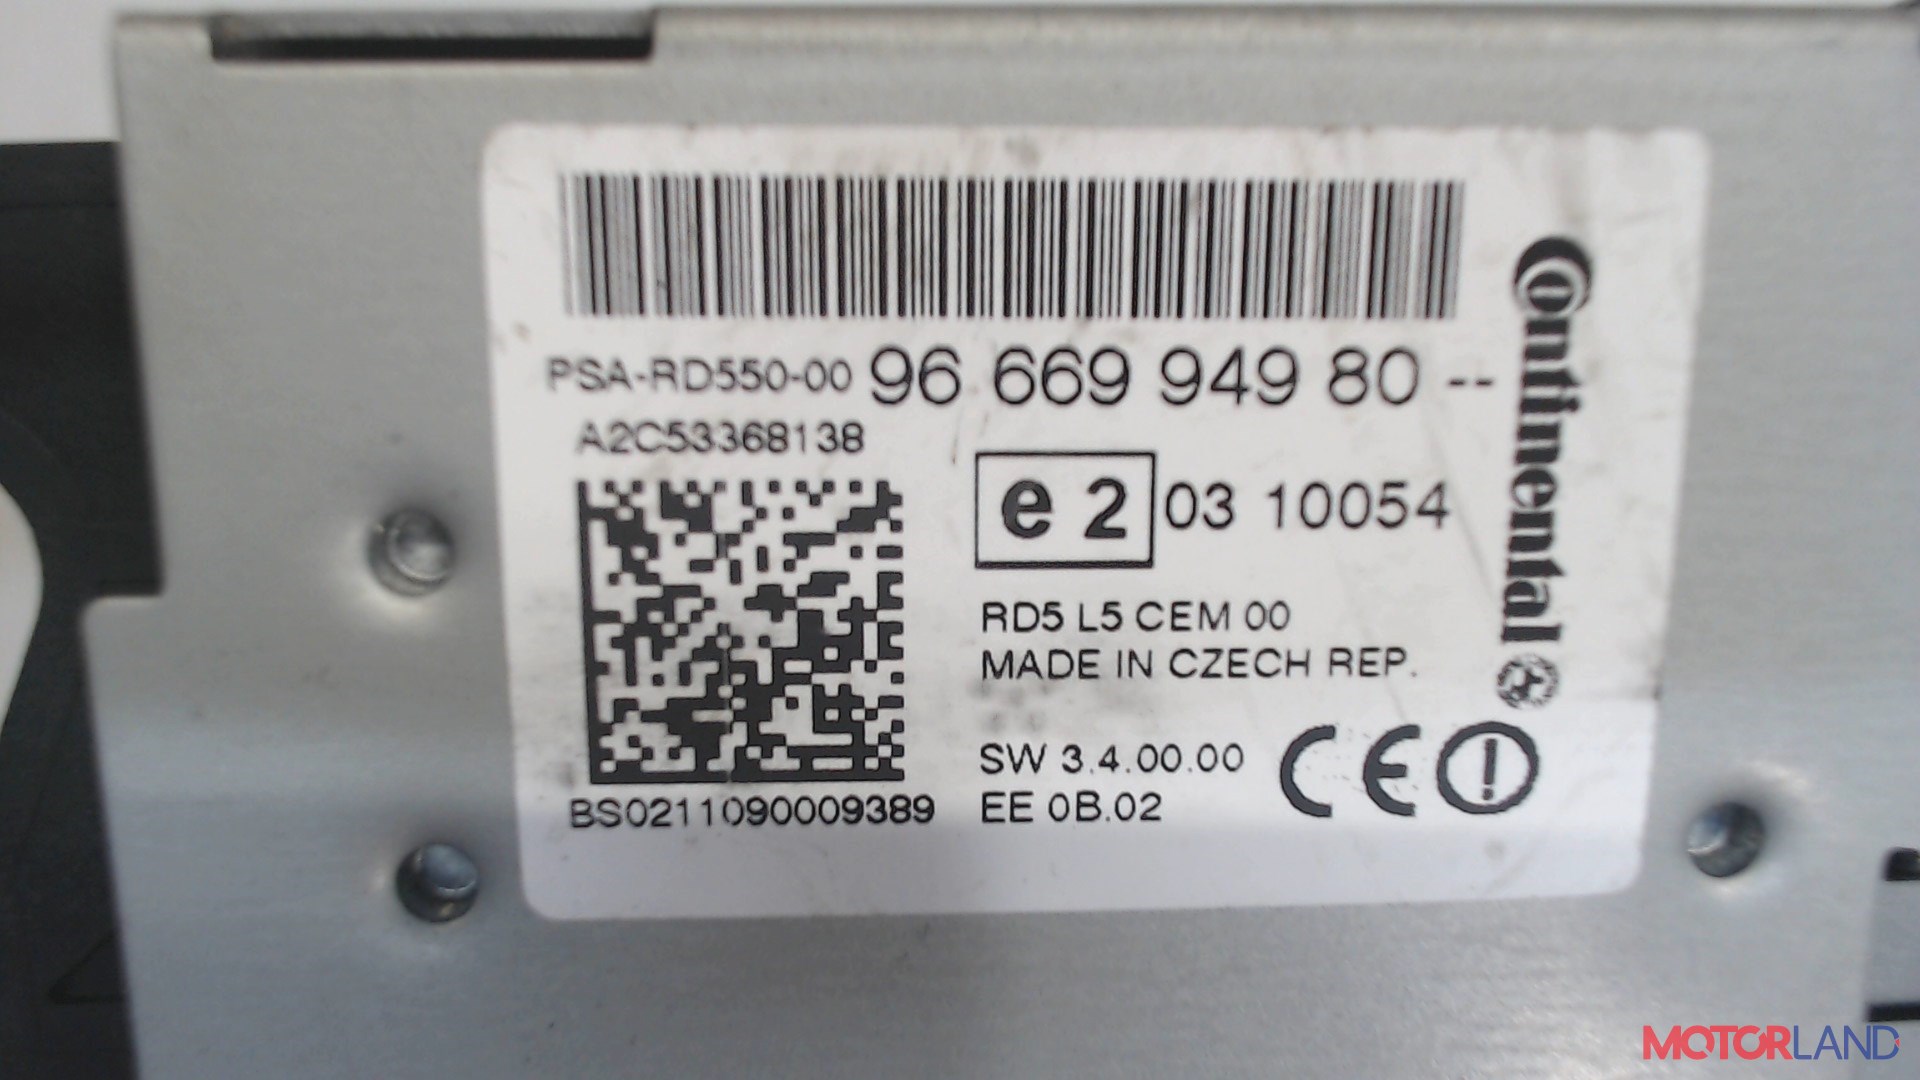 PSA-RD550-00 96 669 949 80 --
A2C53368138
e 2 03 10054
RD5 L5 CEM 00
MADE IN CZECH REP.
SW 3.4.00.00
EE 0B.02
BS0211090009389
CE
Continental
MOTORLAND